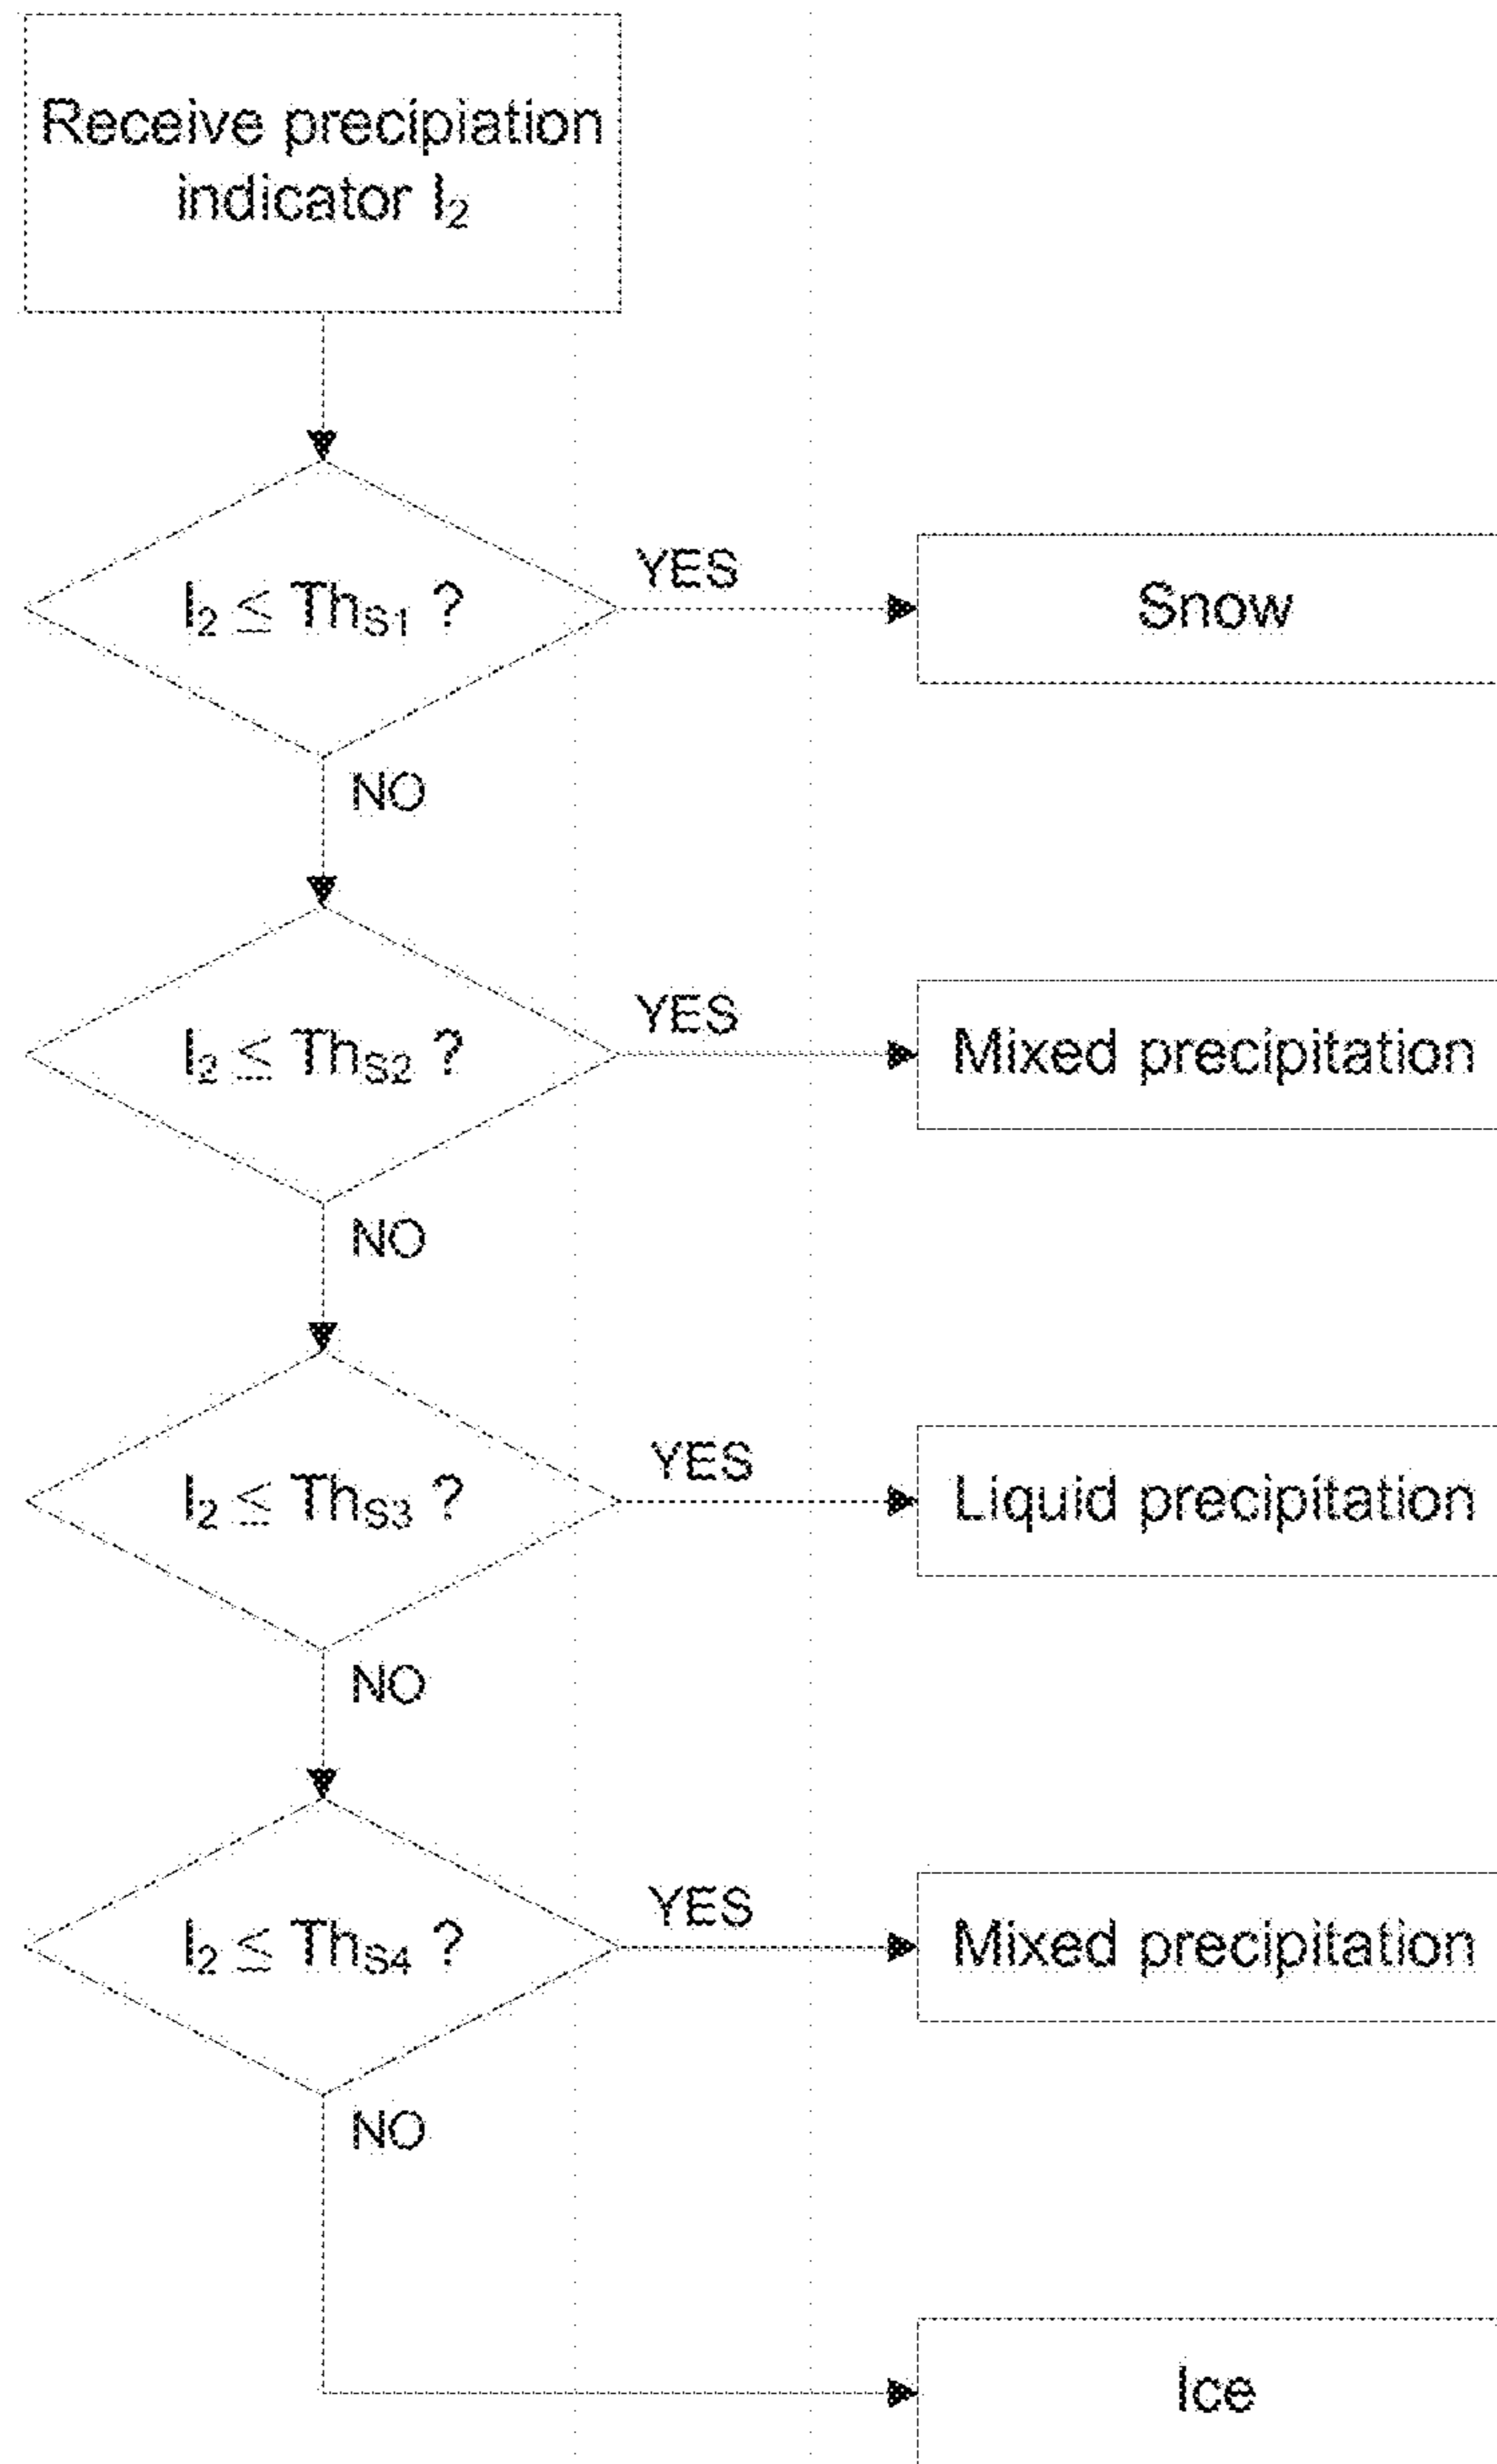 Receive precipiation
indicator I₂
I₂ ≤ Th_S1 ?
YES
Snow
NO
I₂ ≤ Th_S2 ?
YES
Mixed precipitation
NO
I₂ ≤ Th_S3 ?
YES
Liquid precipitation
NO
I₂ ≤ Th_S4 ?
YES
Mixed precipitation
NO
Ice